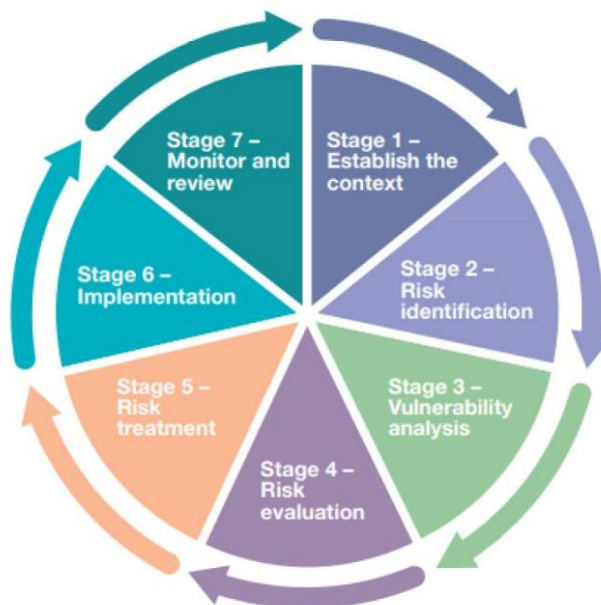 Stage 1 –
Establish the
context
Stage 2 –
Risk
identification
Stage 3 –
Vulnerability
analysis
Stage 4 –
Risk
evaluation
Stage 5 –
Risk
treatment
Stage 6 –
Implementation
Stage 7 –
Monitor and
review